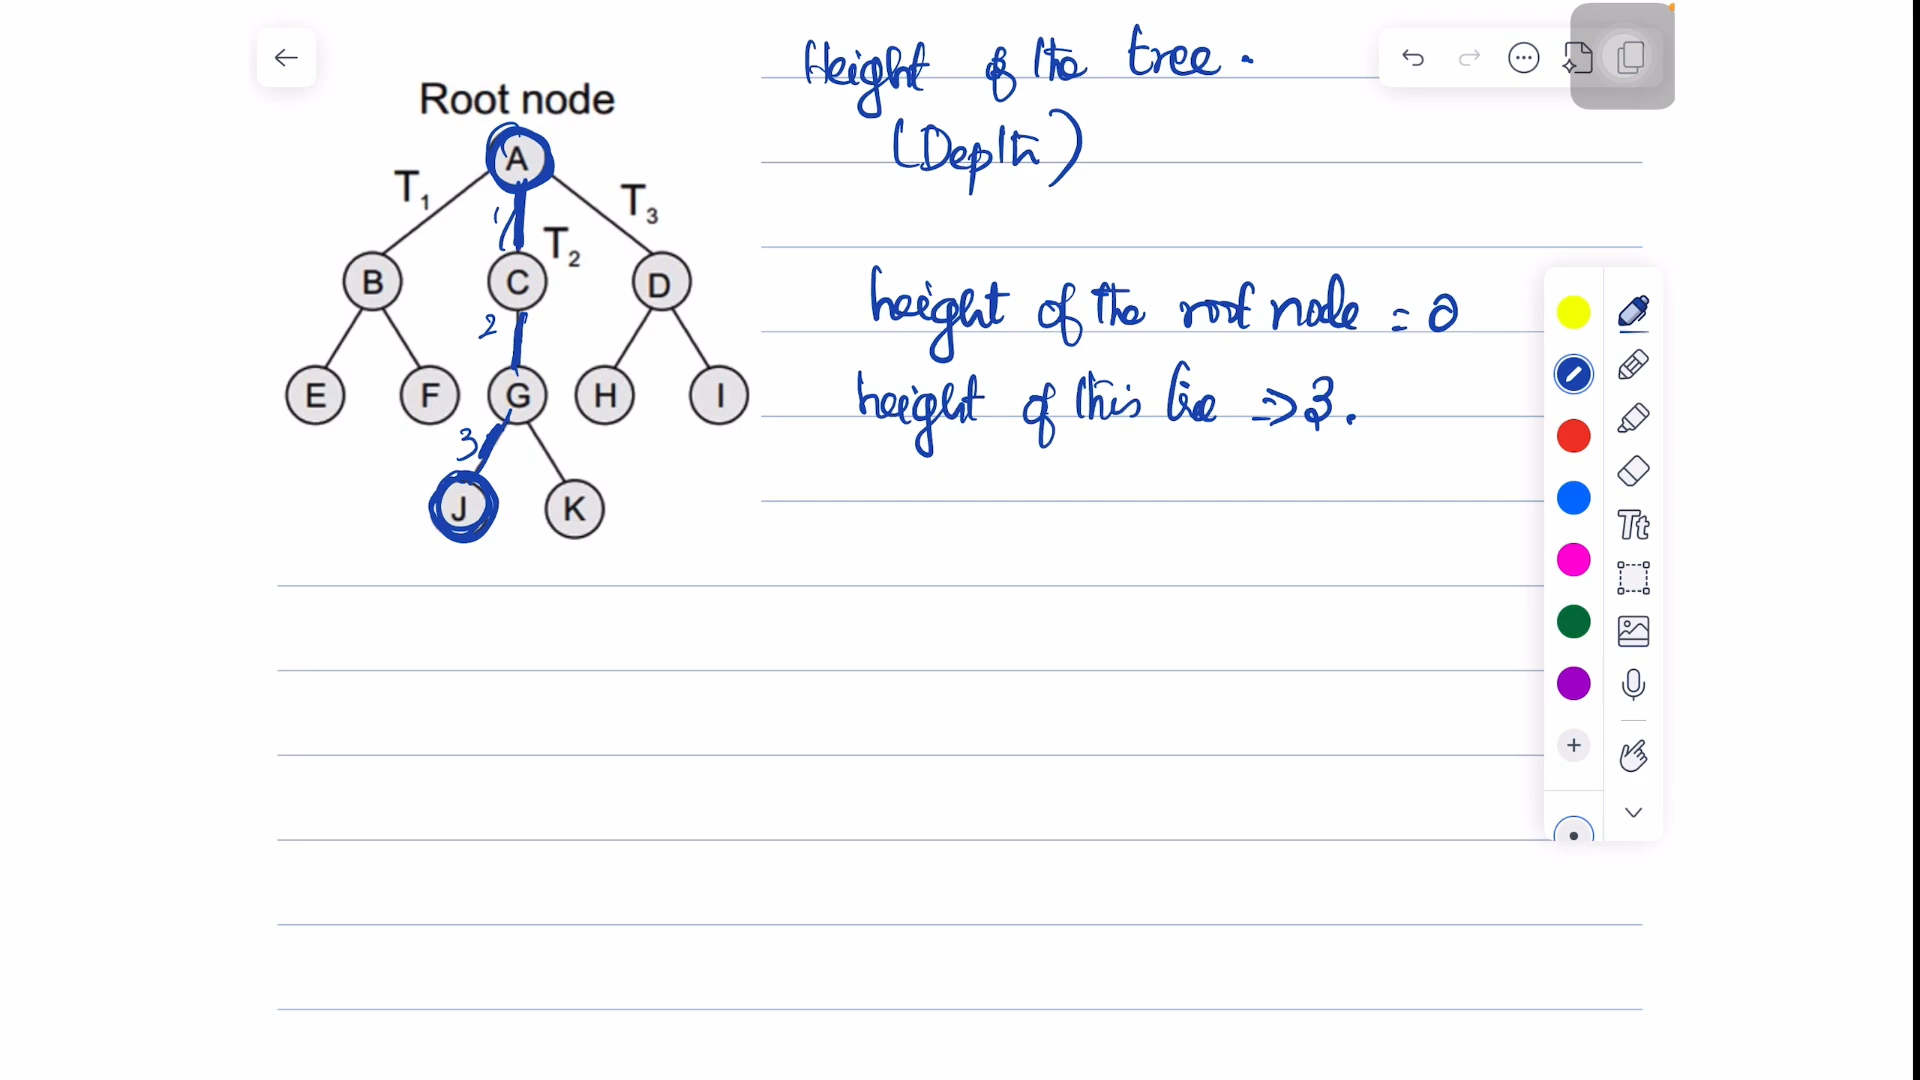 Height of the tree.
(Depth)
Root node
A
T1
T2
T3
1
B
C
D
2
E
F
G
H
I
3
J
K
height of the root node = 0
height of this tree => 3.
Tt